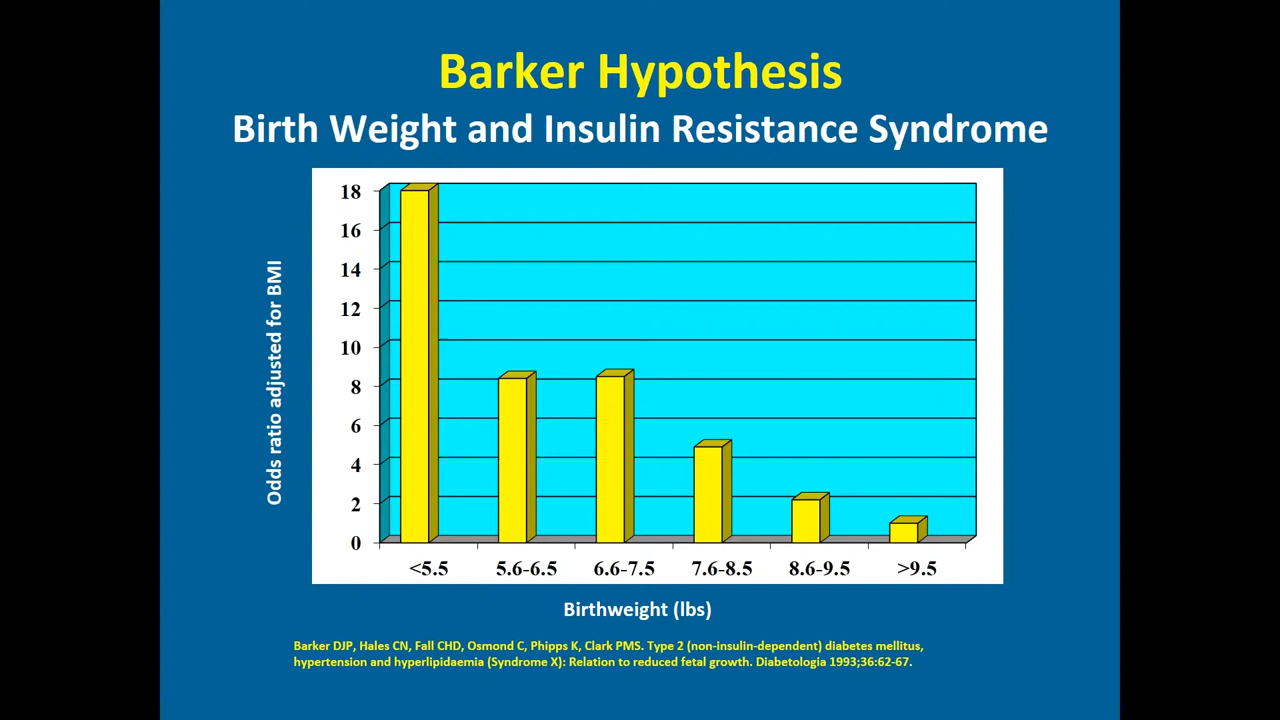 Barker Hypothesis
Birth Weight and Insulin Resistance Syndrome
Odds ratio adjusted for BMI
18
16
14
12
10
8
6
4
2
0
<5.5 5.6-6.5 6.6-7.5 7.6-8.5 8.6-9.5 >9.5
Birthweight (lbs)
Barker DJP, Hales CN, Fall CHD, Osmond C, Phipps K, Clark PMS. Type 2 (non-insulin-dependent) diabetes mellitus,
hypertension and hyperlipidaemia (Syndrome X): Relation to reduced fetal growth. Diabetologia 1993;36:62-67.